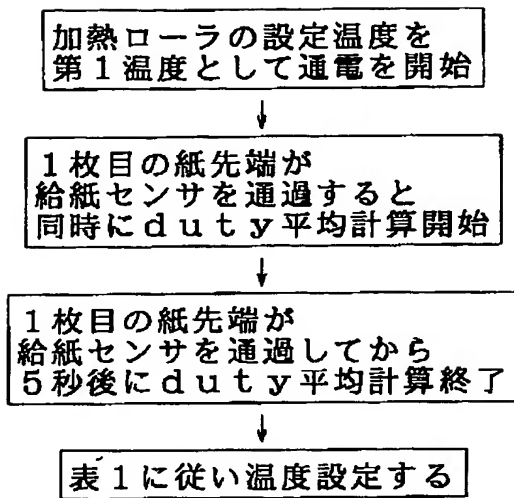 加熱ローラの設定温度を
第1温度として通電を開始
1枚目の紙先端が
給紙センサを通過すると
同時にduty平均計算開始
1枚目の紙先端が
給紙センサを通過してから
5秒後にduty平均計算終了
表1に従い温度設定する